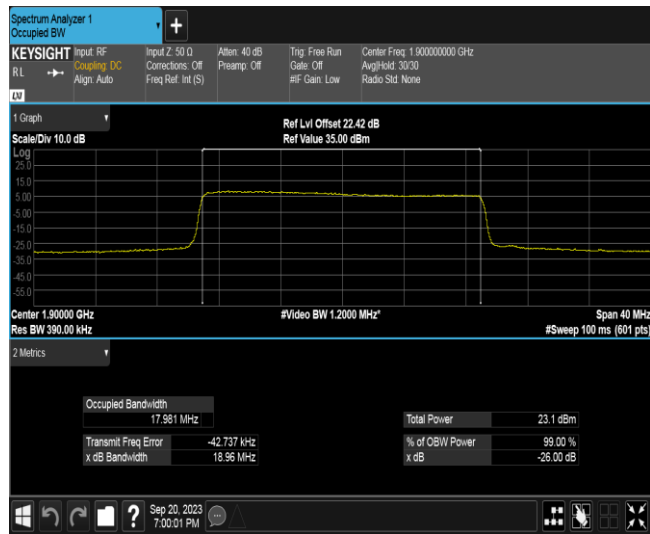 Spectrum Analyzer 1
Occupied BW
+
KEYSIGHT
RL
LXI
Input: RF
Coupling: DC
Align: Auto
Input Z: 50 Ω
Corrections: Off
Freq Ref: Int (S)
Atten: 40 dB
Preamp: Off
Trig: Free Run
Gate: Off
#IF Gain: Low
Center Freq: 1.900000000 GHz
Avg|Hold: 30/30
Radio Std: None
1 Graph
Scale/Div 10.0 dB
Ref Lvl Offset 22.42 dB
Ref Value 35.00 dBm
Log
25.0
15.0
5.00
-5.00
-15.0
-25.0
-35.0
-45.0
-55.0
Center 1.90000 GHz
Res BW 390.00 kHz
#Video BW 1.2000 MHz*
Span 40 MHz
#Sweep 100 ms (601 pts)
2 Metrics
Occupied Bandwidth
17.981 MHz
Transmit Freq Error -42.737 kHz
x dB Bandwidth 18.96 MHz
Total Power 23.1 dBm
% of OBW Power 99.00 %
x dB -26.00 dB
?
Sep 20, 2023
7:00:01 PM